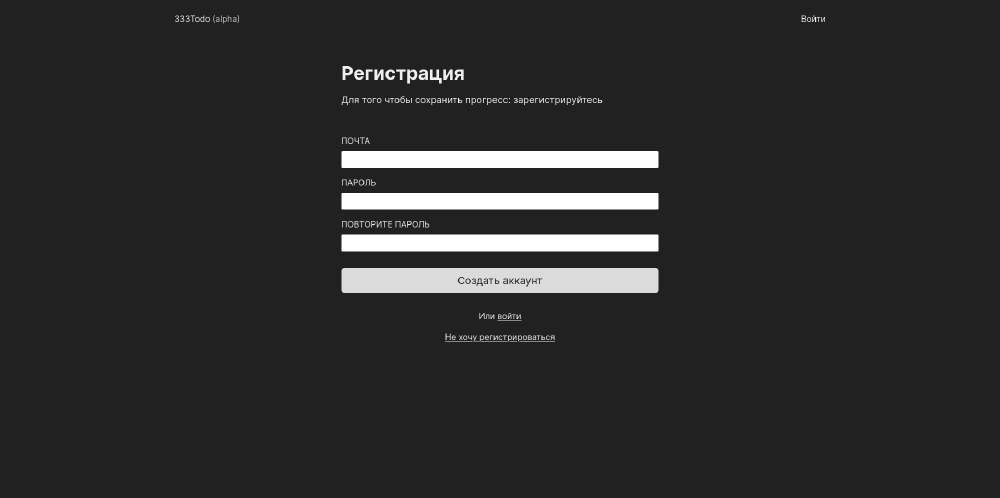 333Todo (alpha)
Войти
Регистрация
Для того чтобы сохранить прогресс: зарегистрируйтесь
ПОЧТА
ПАРОЛЬ
ПОВТОРИТЕ ПАРОЛЬ
Создать аккаунт
Или войти
Не хочу регистрироваться